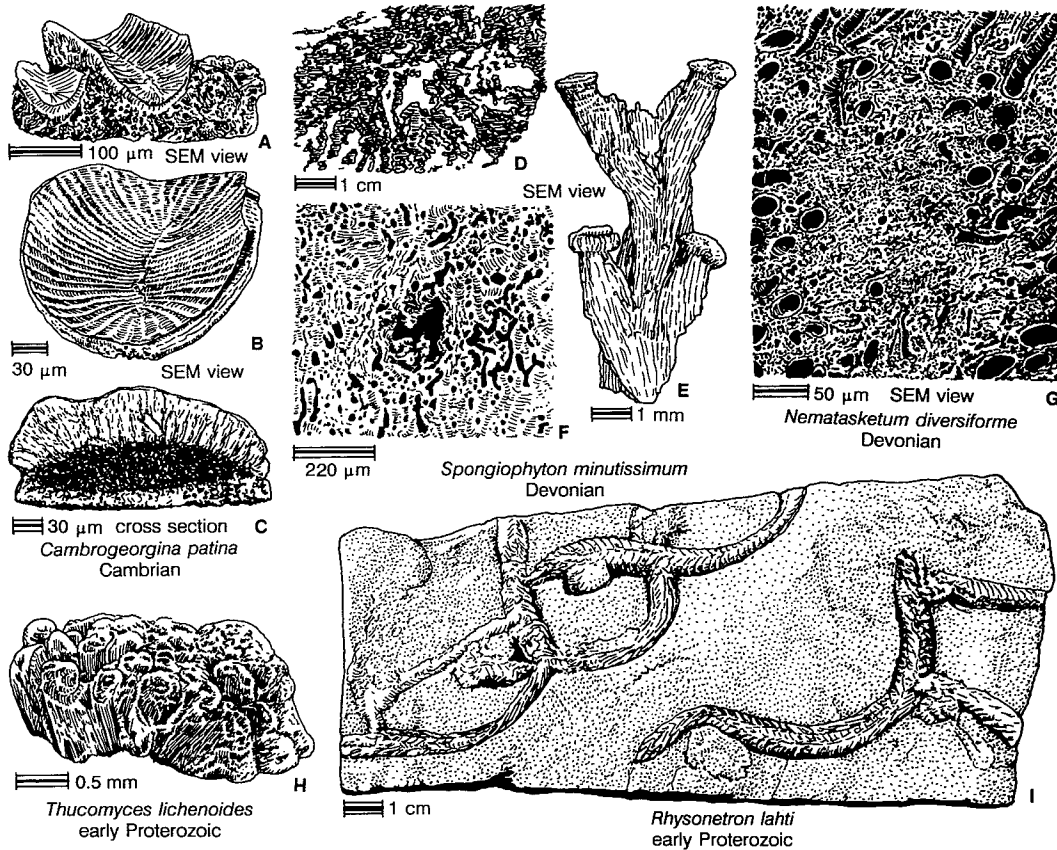 100 μm SEM view A
B
30 μm SEM view
C
30 μm cross section
Cambrogeorgina patina
Cambrian
D
1 cm
SEM view
F
220 μm
E
1 mm
Spongiophyton minutissimum
Devonian
50 μm SEM view G
Nematasketum diversiforme
Devonian
H
0.5 mm
Thucomyces lichenoides
early Proterozoic
I
1 cm
Rhysonetron lahti
early Proterozoic